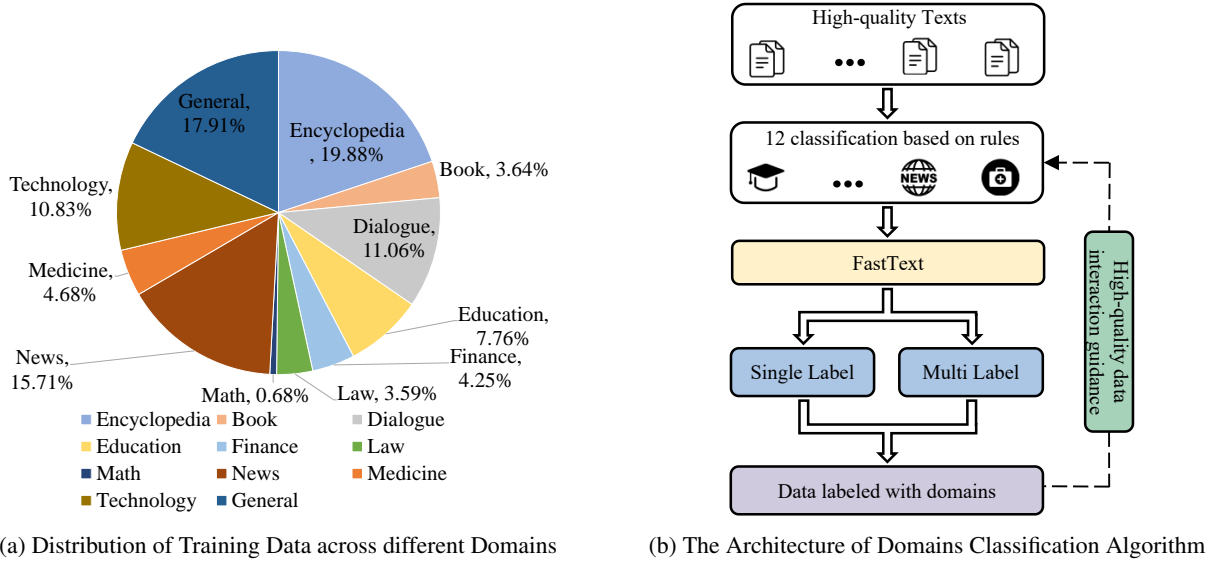 General,
17.91%
Encyclopedia
, 19.88%
Book, 3.64%
Technology,
10.83%
Dialogue,
11.06%
Medicine,
4.68%
Education,
7.76%
News,
15.71%
Finance,
4.25%
Math, 0.68%
Law, 3.59%
Encyclopedia
Book
Dialogue
Education
Finance
Law
Math
News
Medicine
Technology
General
(a) Distribution of Training Data across different Domains
High-quality Texts
12 classification based on rules
NEWS
FastText
Single Label
Multi Label
Data labeled with domains
High-quality data
interaction guidance
(b) The Architecture of Domains Classification Algorithm